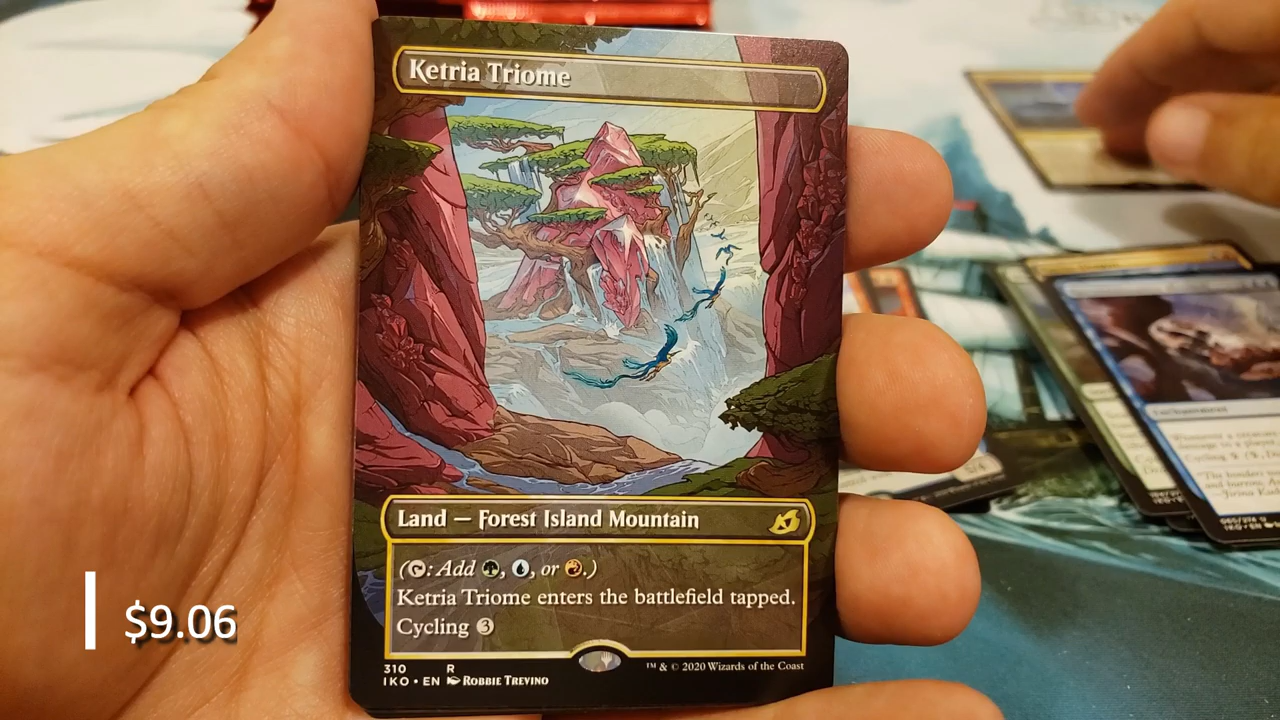 Ketria Triome
Land — Forest Island Mountain
(: Add , , or .)
Ketria Triome enters the battlefield tapped.
Cycling 3
310 R
IKO • EN ROBBIE TREVINO
™ & © 2020 Wizards of the Coast
$9.06